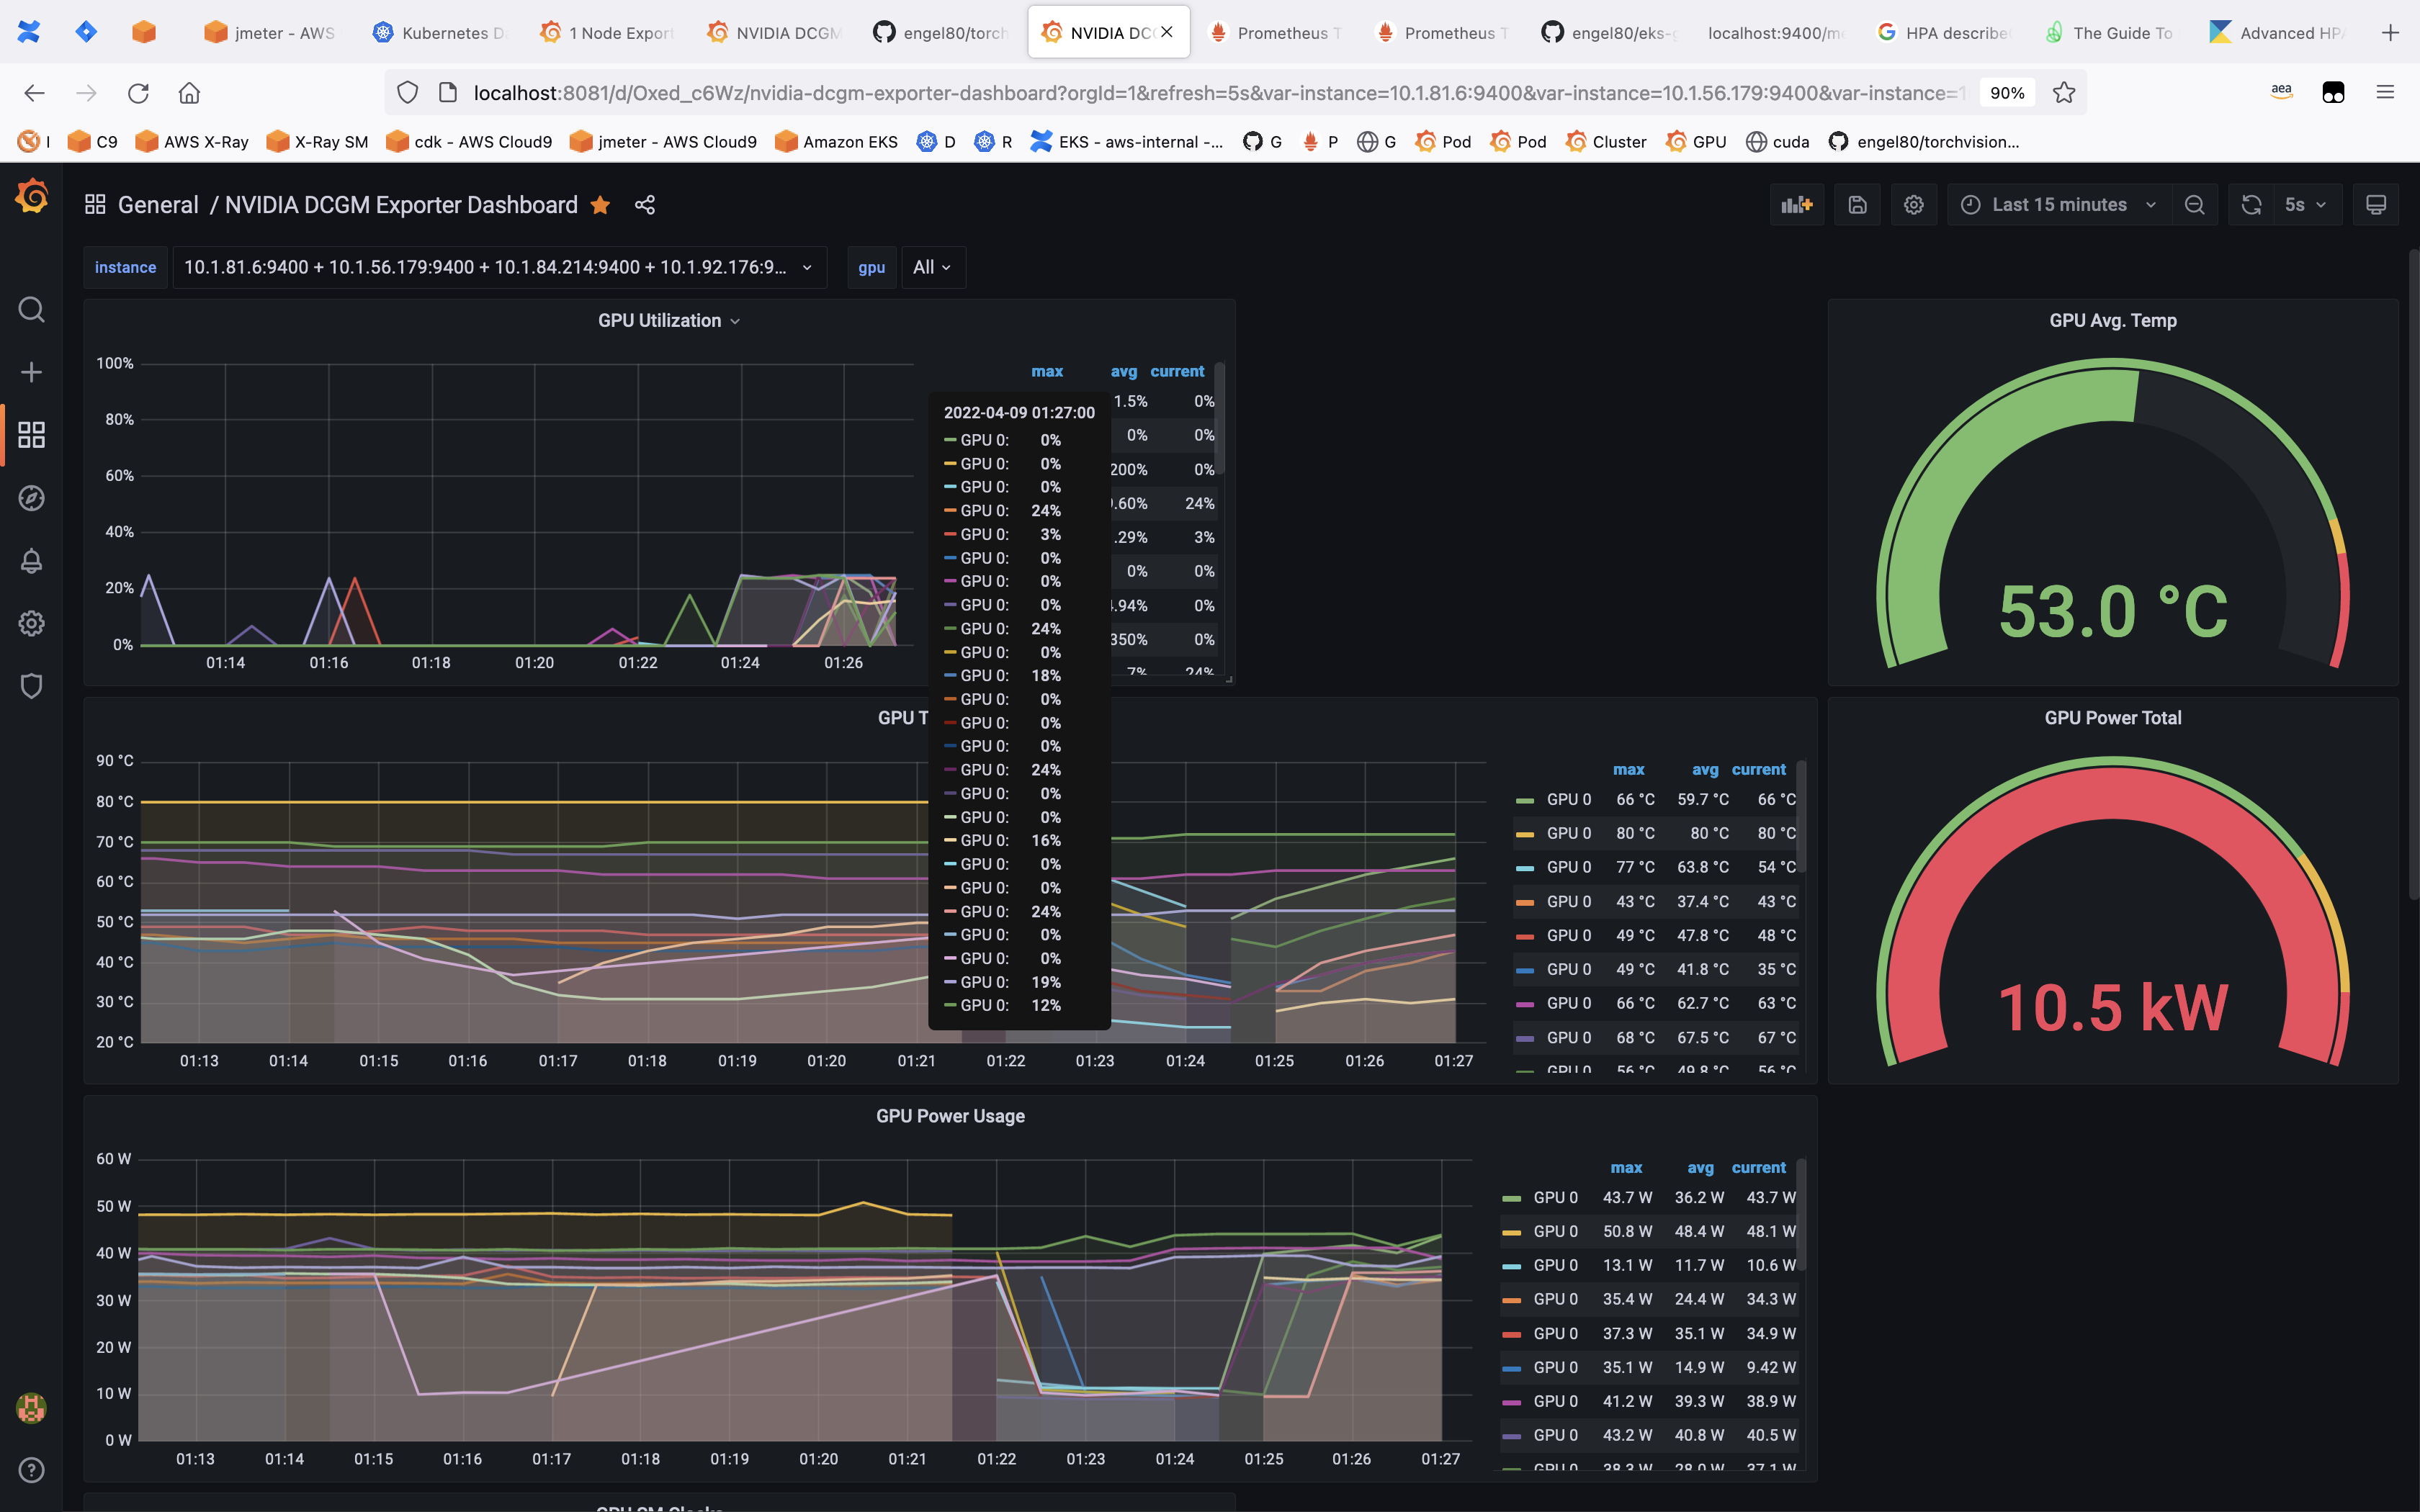 jmeter - AWS
Kubernetes D
1 Node Export
NVIDIA DCGM
engel80/torch
NVIDIA DC
Prometheus T
Prometheus T
engel80/eks-g
localhost:9400/me
HPA describe
The Guide To
Advanced HPA
localhost:8081/d/Oxed_c6Wz/nvidia-dcgm-exporter-dashboard?orgId=1&refresh=5s&var-instance=10.1.81.6:9400&var-instance=10.1.56.179:9400&var-instance=1
90%
aea
I
C9
AWS X-Ray
X-Ray SM
cdk - AWS Cloud9
jmeter - AWS Cloud9
Amazon EKS
D
R
EKS - aws-internal -...
G
P
G
Pod
Pod
Cluster
GPU
cuda
engel80/torchvision...
General / NVIDIA DCGM Exporter Dashboard
Last 15 minutes
5s
instance
10.1.81.6:9400 + 10.1.56.179:9400 + 10.1.84.214:9400 + 10.1.92.176:9...
gpu
All
GPU Utilization
100%
80%
60%
40%
20%
0%
01:14 01:16 01:18 01:20 01:22 01:24 01:26
max avg current
1.5% 0%
0% 0%
200% 0%
.60% 24%
.29% 3%
0% 0%
.94% 0%
350% 0%
7% 24%
2022-04-09 01:27:00
GPU 0: 0%
GPU 0: 0%
GPU 0: 0%
GPU 0: 24%
GPU 0: 3%
GPU 0: 0%
GPU 0: 0%
GPU 0: 0%
GPU 0: 24%
GPU 0: 0%
GPU 0: 18%
GPU 0: 0%
GPU 0: 0%
GPU 0: 0%
GPU 0: 24%
GPU 0: 0%
GPU 0: 0%
GPU 0: 16%
GPU 0: 0%
GPU 0: 0%
GPU 0: 24%
GPU 0: 0%
GPU 0: 0%
GPU 0: 19%
GPU 0: 12%
GPU Avg. Temp
53.0 °C
GPU T
90 °C
80 °C
70 °C
60 °C
50 °C
40 °C
30 °C
20 °C
01:13 01:14 01:15 01:16 01:17 01:18 01:19 01:20 01:21 01:22 01:23 01:24 01:25 01:26 01:27
max avg current
GPU 0 66 °C 59.7 °C 66 °C
GPU 0 80 °C 80 °C 80 °C
GPU 0 77 °C 63.8 °C 54 °C
GPU 0 43 °C 37.4 °C 43 °C
GPU 0 49 °C 47.8 °C 48 °C
GPU 0 49 °C 41.8 °C 35 °C
GPU 0 66 °C 62.7 °C 63 °C
GPU 0 68 °C 67.5 °C 67 °C
GPU 0 56 °C 49.8 °C 56 °C
GPU Power Total
10.5 kW
GPU Power Usage
60 W
50 W
40 W
30 W
20 W
10 W
0 W
01:13 01:14 01:15 01:16 01:17 01:18 01:19 01:20 01:21 01:22 01:23 01:24 01:25 01:26 01:27
max avg current
GPU 0 43.7 W 36.2 W 43.7 W
GPU 0 50.8 W 48.4 W 48.1 W
GPU 0 13.1 W 11.7 W 10.6 W
GPU 0 35.4 W 24.4 W 34.3 W
GPU 0 37.3 W 35.1 W 34.9 W
GPU 0 35.1 W 14.9 W 9.42 W
GPU 0 41.2 W 39.3 W 38.9 W
GPU 0 43.2 W 40.8 W 40.5 W
GPU 0 38.3 W 28.0 W 37.1 W
GPU SM Clocks